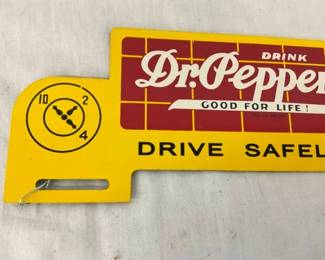 DRINK
Dr.Pepper
GOOD FOR LIFE!
10 2
4
DRIVE SAFEL